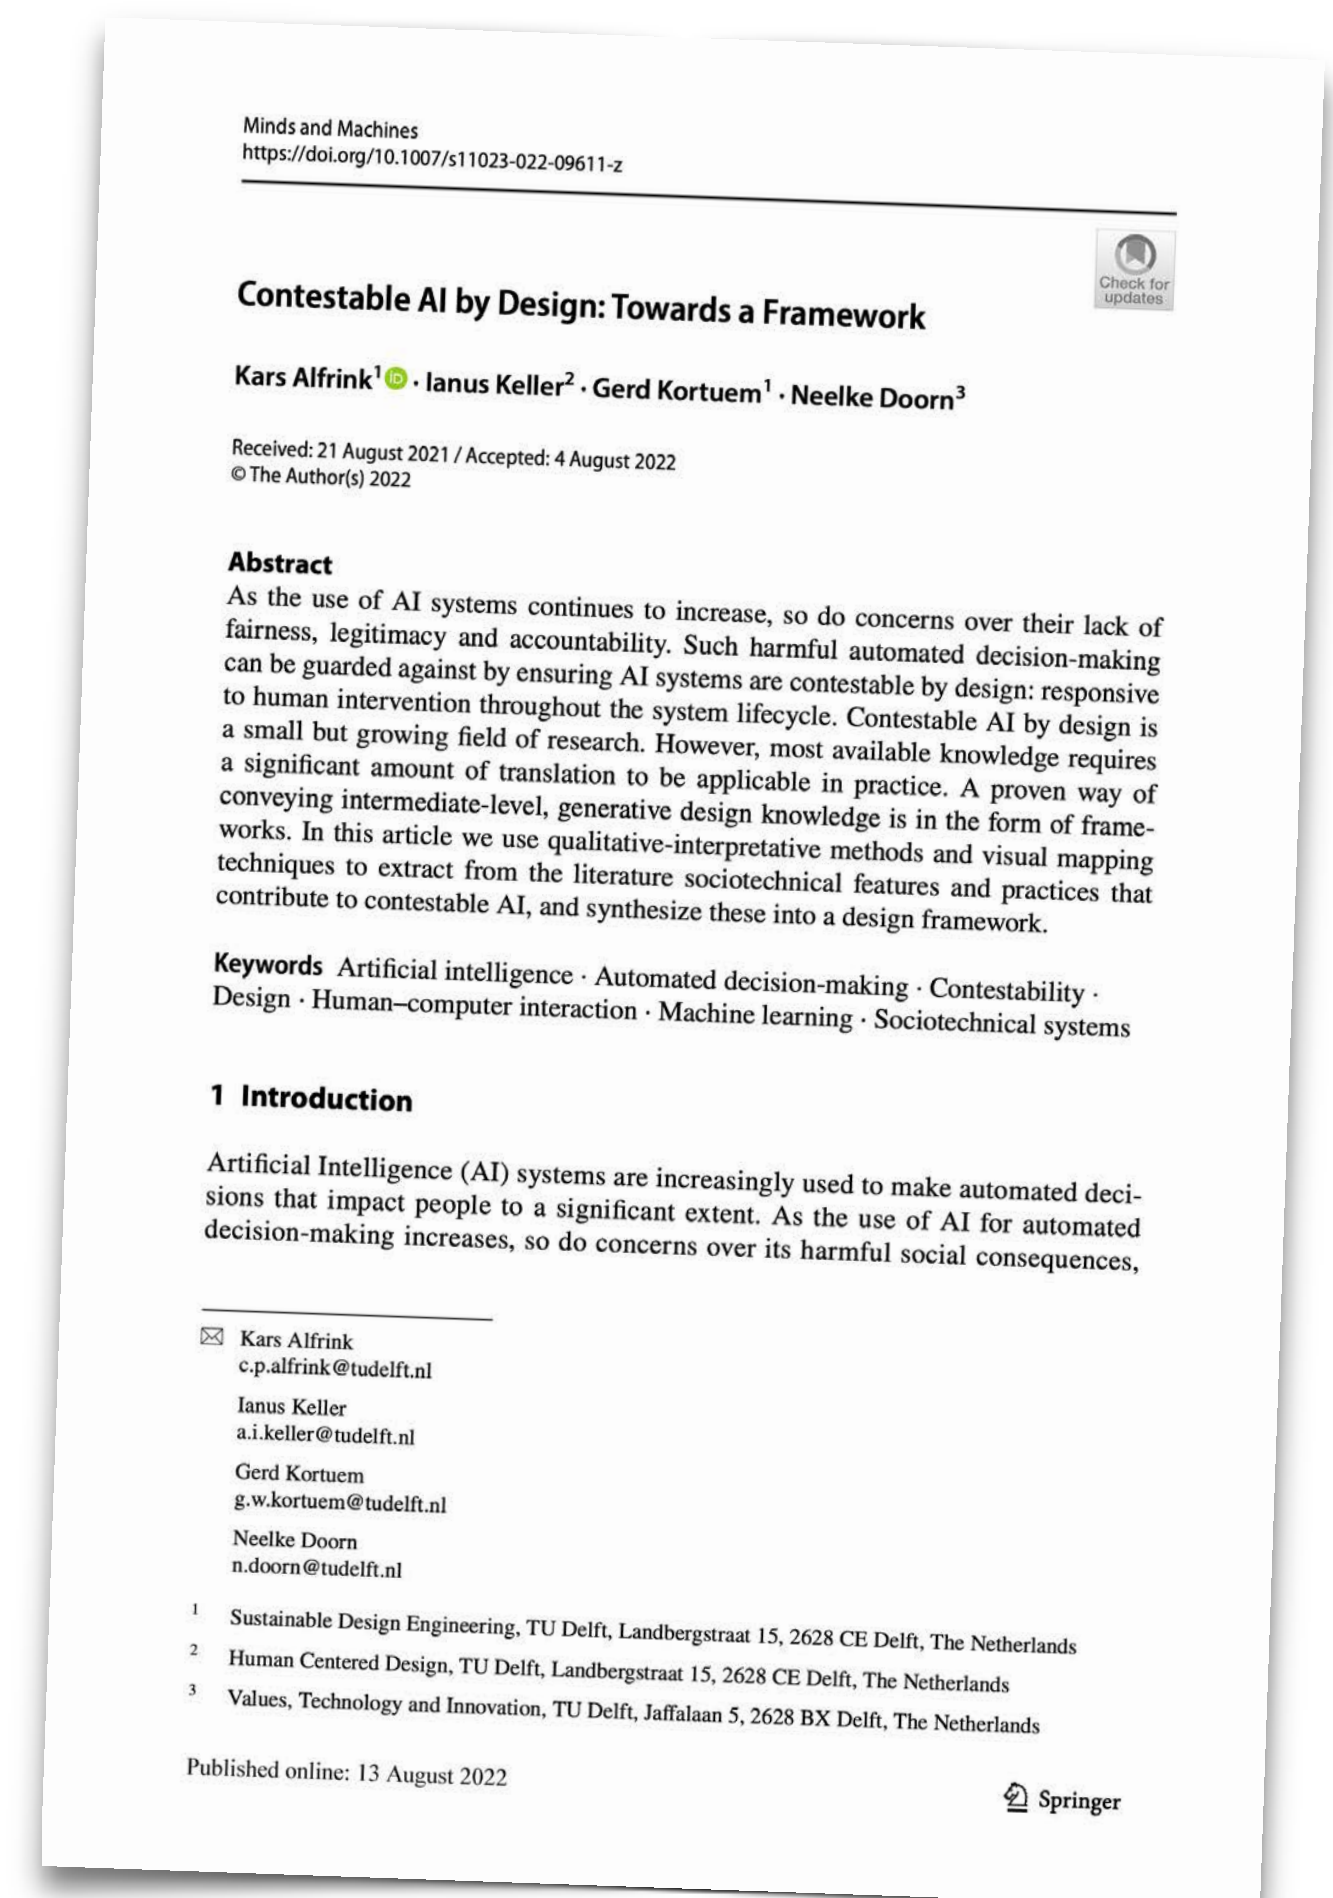 Minds and Machines
https://doi.org/10.1007/s11023-022-09611-z
Check for
updates
Contestable AI by Design: Towards a Framework
Kars Alfrink1 iD · Ianus Keller2 · Gerd Kortuem1 · Neelke Doorn3
Received: 21 August 2021 / Accepted: 4 August 2022
© The Author(s) 2022
Abstract
As the use of AI systems continues to increase, so do concerns over their lack of
fairness, legitimacy and accountability. Such harmful automated decision-making
can be guarded against by ensuring AI systems are contestable by design: responsive
to human intervention throughout the system lifecycle. Contestable AI by design is
a small but growing field of research. However, most available knowledge requires
a significant amount of translation to be applicable in practice. A proven way of
conveying intermediate-level, generative design knowledge is in the form of frame-
works. In this article we use qualitative-interpretative methods and visual mapping
techniques to extract from the literature sociotechnical features and practices that
contribute to contestable AI, and synthesize these into a design framework.
Keywords Artificial intelligence · Automated decision-making · Contestability ·
Design · Human–computer interaction · Machine learning · Sociotechnical systems
1 Introduction
Artificial Intelligence (AI) systems are increasingly used to make automated deci-
sions that impact people to a significant extent. As the use of AI for automated
decision-making increases, so do concerns over its harmful social consequences,
Kars Alfrink
c.p.alfrink@tudelft.nl
Ianus Keller
a.i.keller@tudelft.nl
Gerd Kortuem
g.w.kortuem@tudelft.nl
Neelke Doorn
n.doorn@tudelft.nl
1 Sustainable Design Engineering, TU Delft, Landbergstraat 15, 2628 CE Delft, The Netherlands
2 Human Centered Design, TU Delft, Landbergstraat 15, 2628 CE Delft, The Netherlands
3 Values, Technology and Innovation, TU Delft, Jaffalaan 5, 2628 BX Delft, The Netherlands
Published online: 13 August 2022
Springer